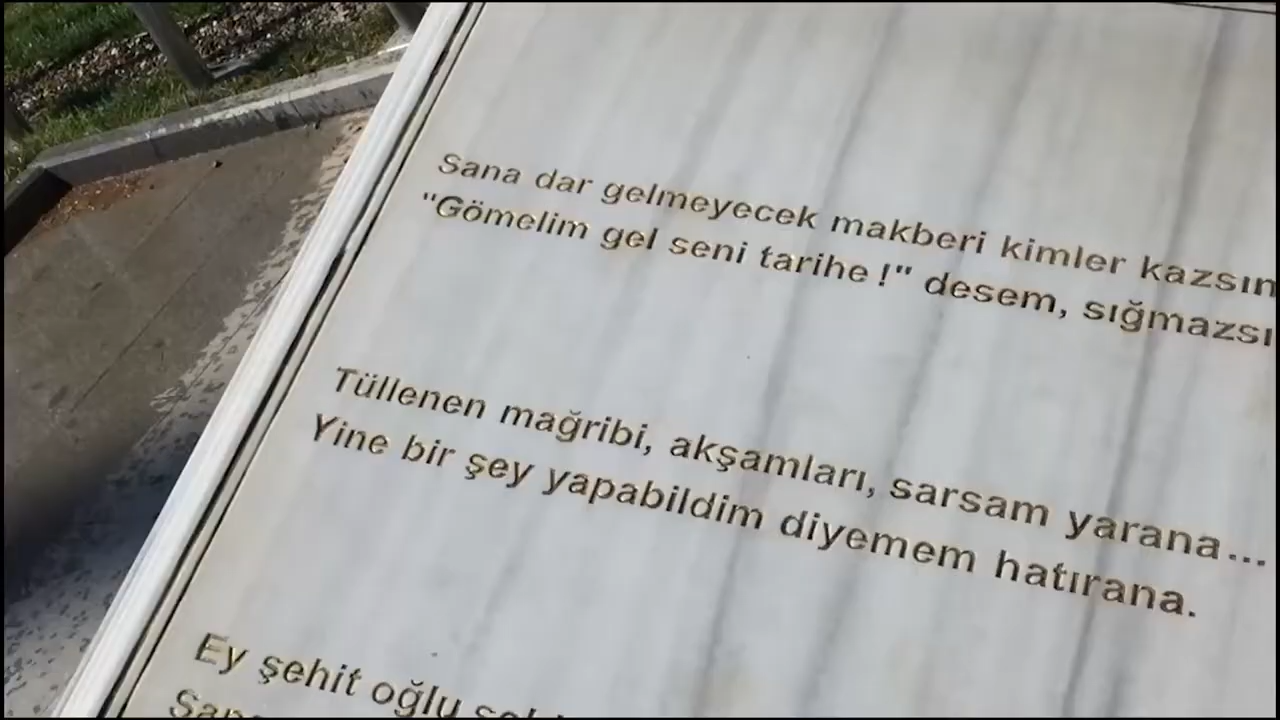 Sana dar gelmeyecek makberi kimler kazsın
"Gömelim gel seni tarihe !" desem, sığmazsı
Tüllenen mağribi, akşamları, sarsam yarana...
Yine bir şey yapabildim diyemem hatırana.
Ey şehit oğlu